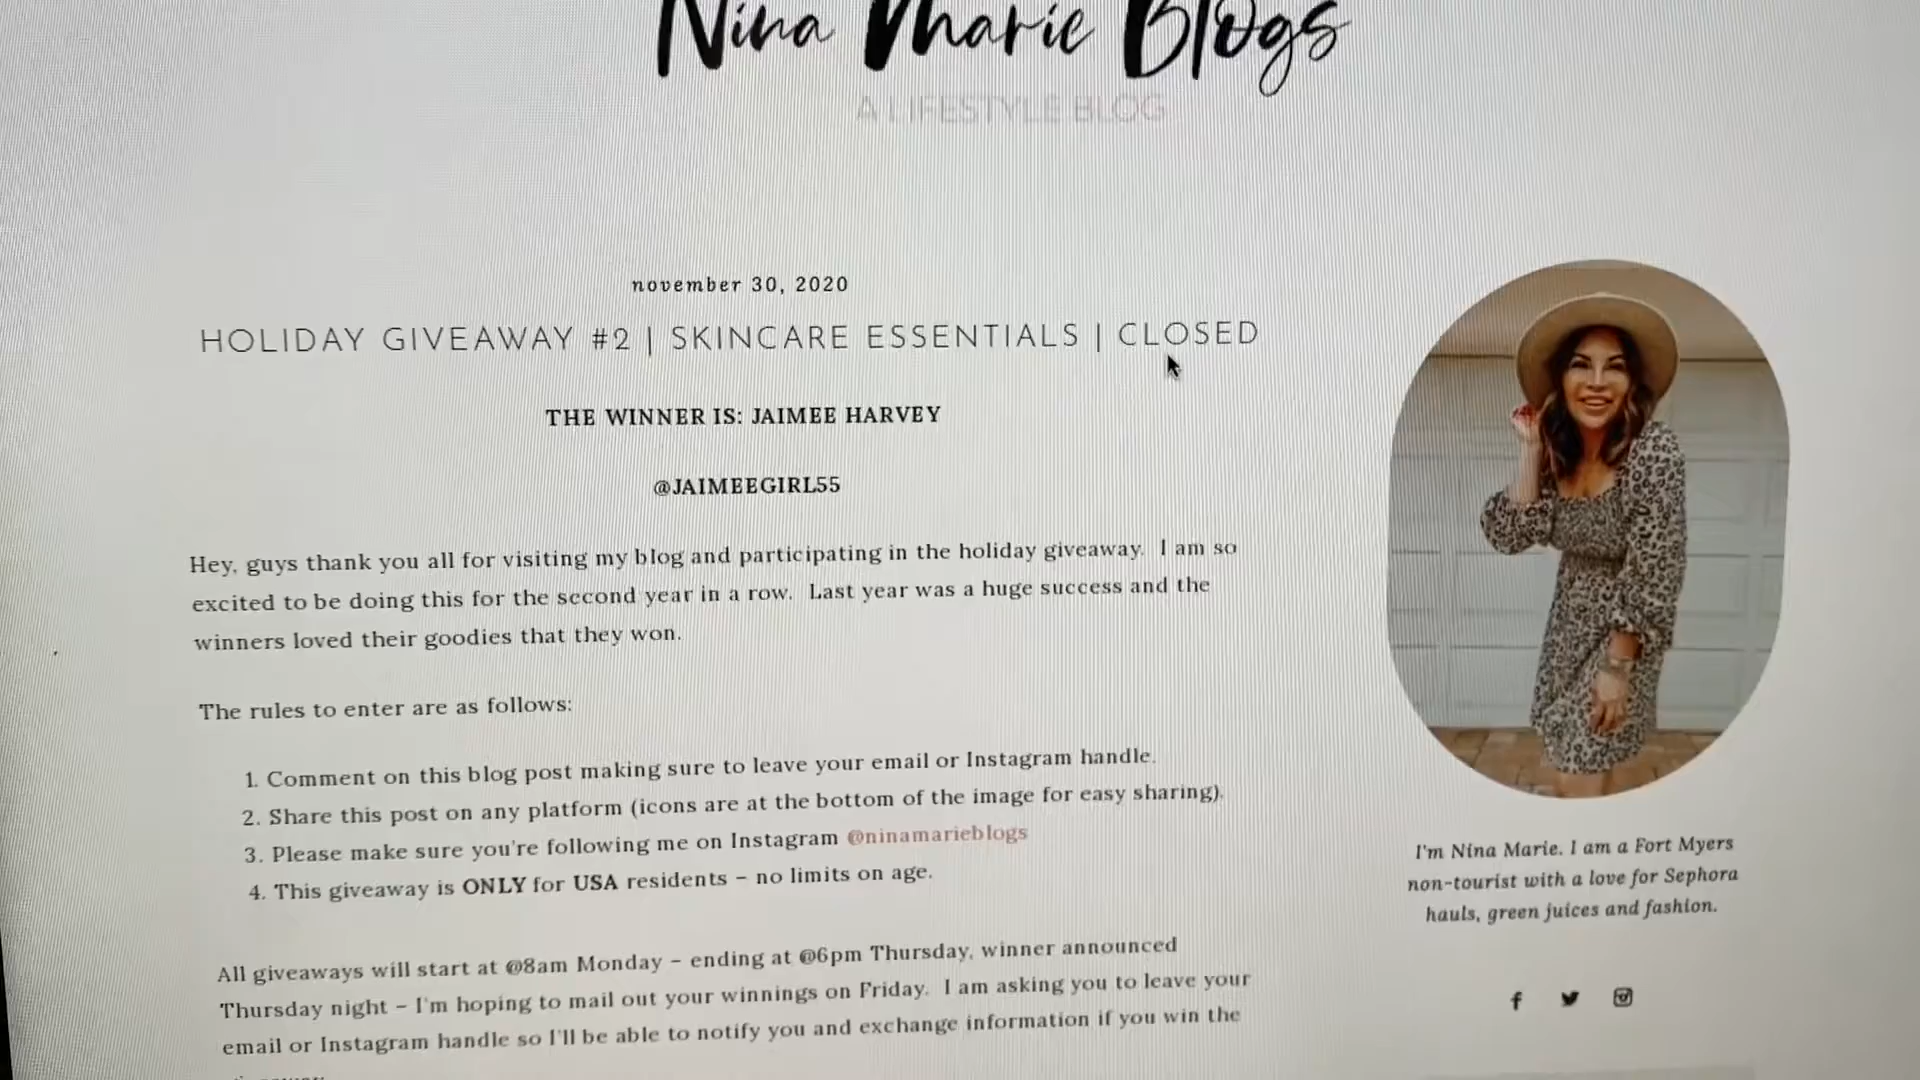 Nina Marie Blogs
A LIFESTYLE BLOG
november 30, 2020
HOLIDAY GIVEAWAY #2 | SKINCARE ESSENTIALS | CLOSED
THE WINNER IS: JAIMEE HARVEY
@JAIMEEGIRL55
Hey, guys thank you all for visiting my blog and participating in the holiday giveaway. I am so
excited to be doing this for the second year in a row. Last year was a huge success and the
winners loved their goodies that they won.
The rules to enter are as follows:
1. Comment on this blog post making sure to leave your email or Instagram handle.
2. Share this post on any platform (icons are at the bottom of the image for easy sharing).
3. Please make sure you're following me on Instagram @ninamarieblogs
4. This giveaway is ONLY for USA residents – no limits on age.
All giveaways will start at @8am Monday – ending at @6pm Thursday, winner announced
Thursday night – I'm hoping to mail out your winnings on Friday. I am asking you to leave your
email or Instagram handle so I'll be able to notify you and exchange information if you win the
I'm Nina Marie. I am a Fort Myers
non-tourist with a love for Sephora
hauls, green juices and fashion.